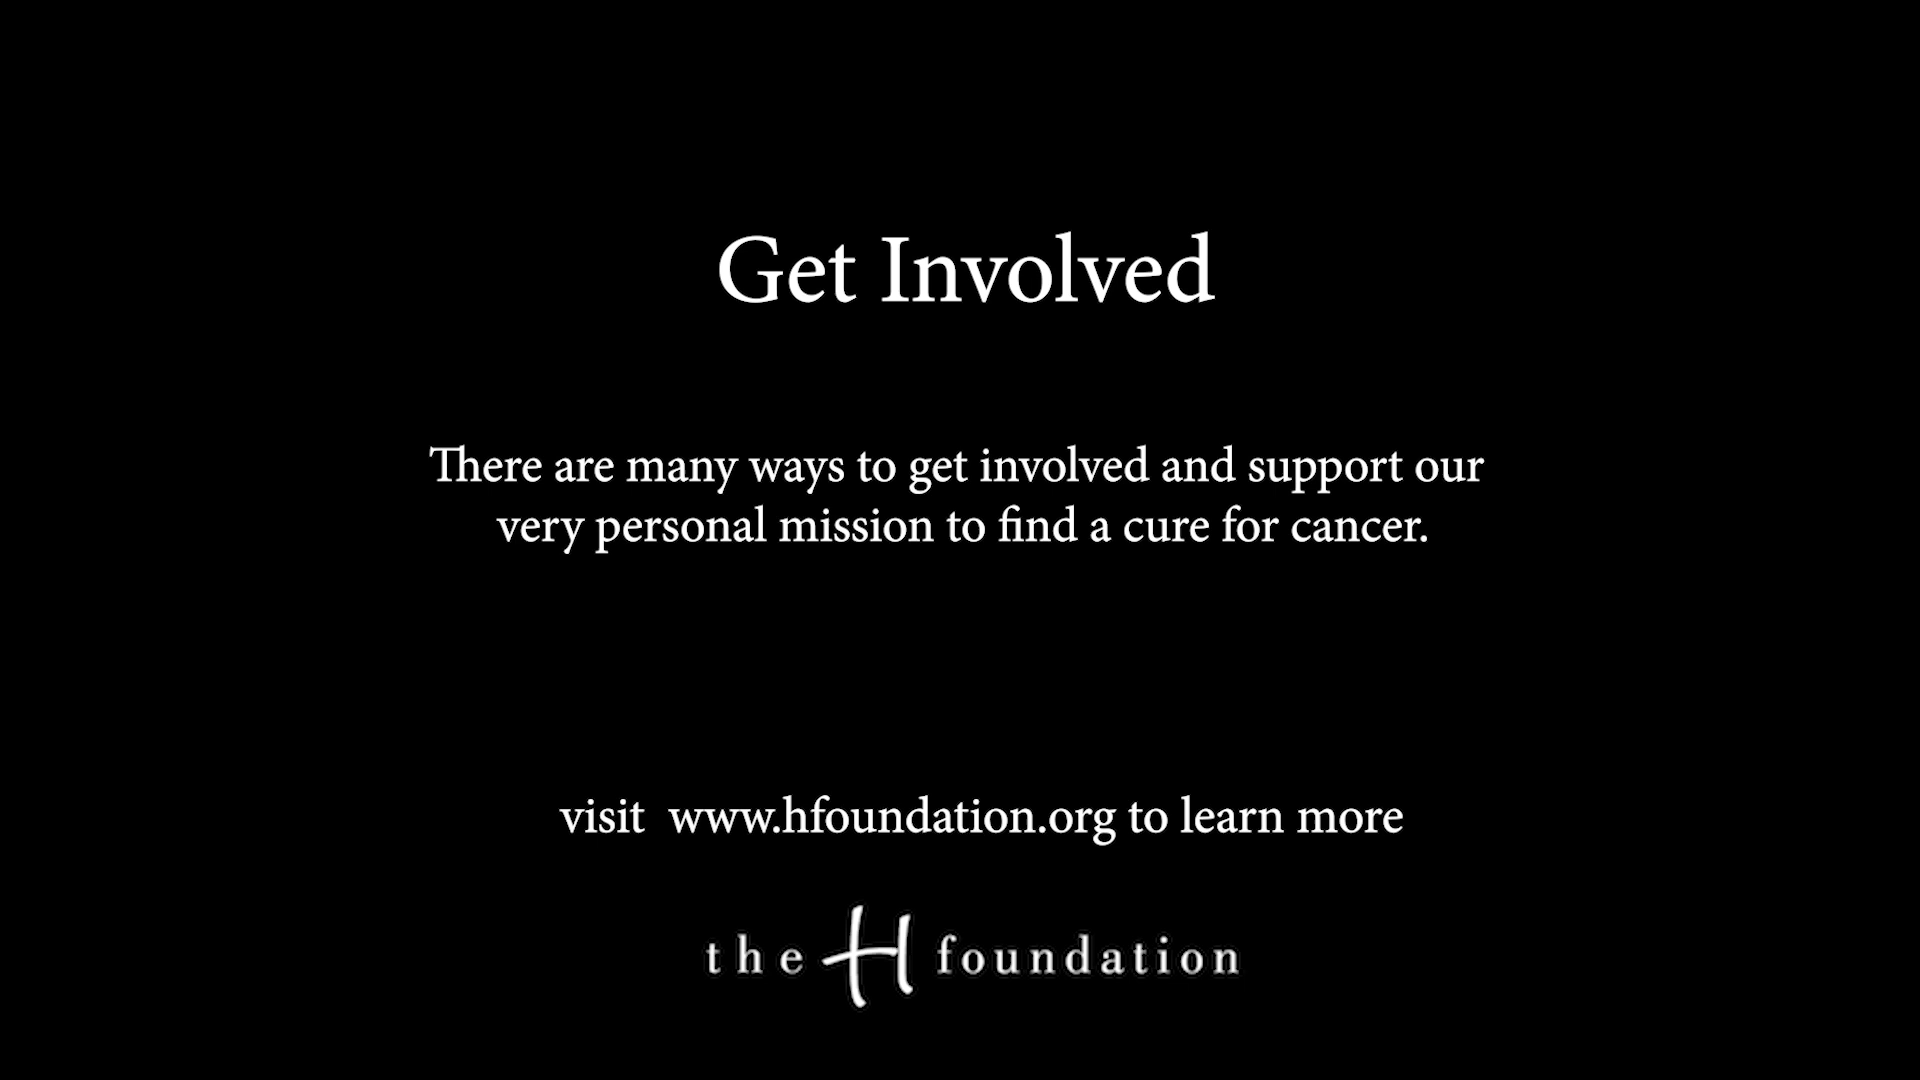 Get Involved
There are many ways to get involved and support our
very personal mission to find a cure for cancer.
visit  www.hfoundation.org to learn more
the H foundation